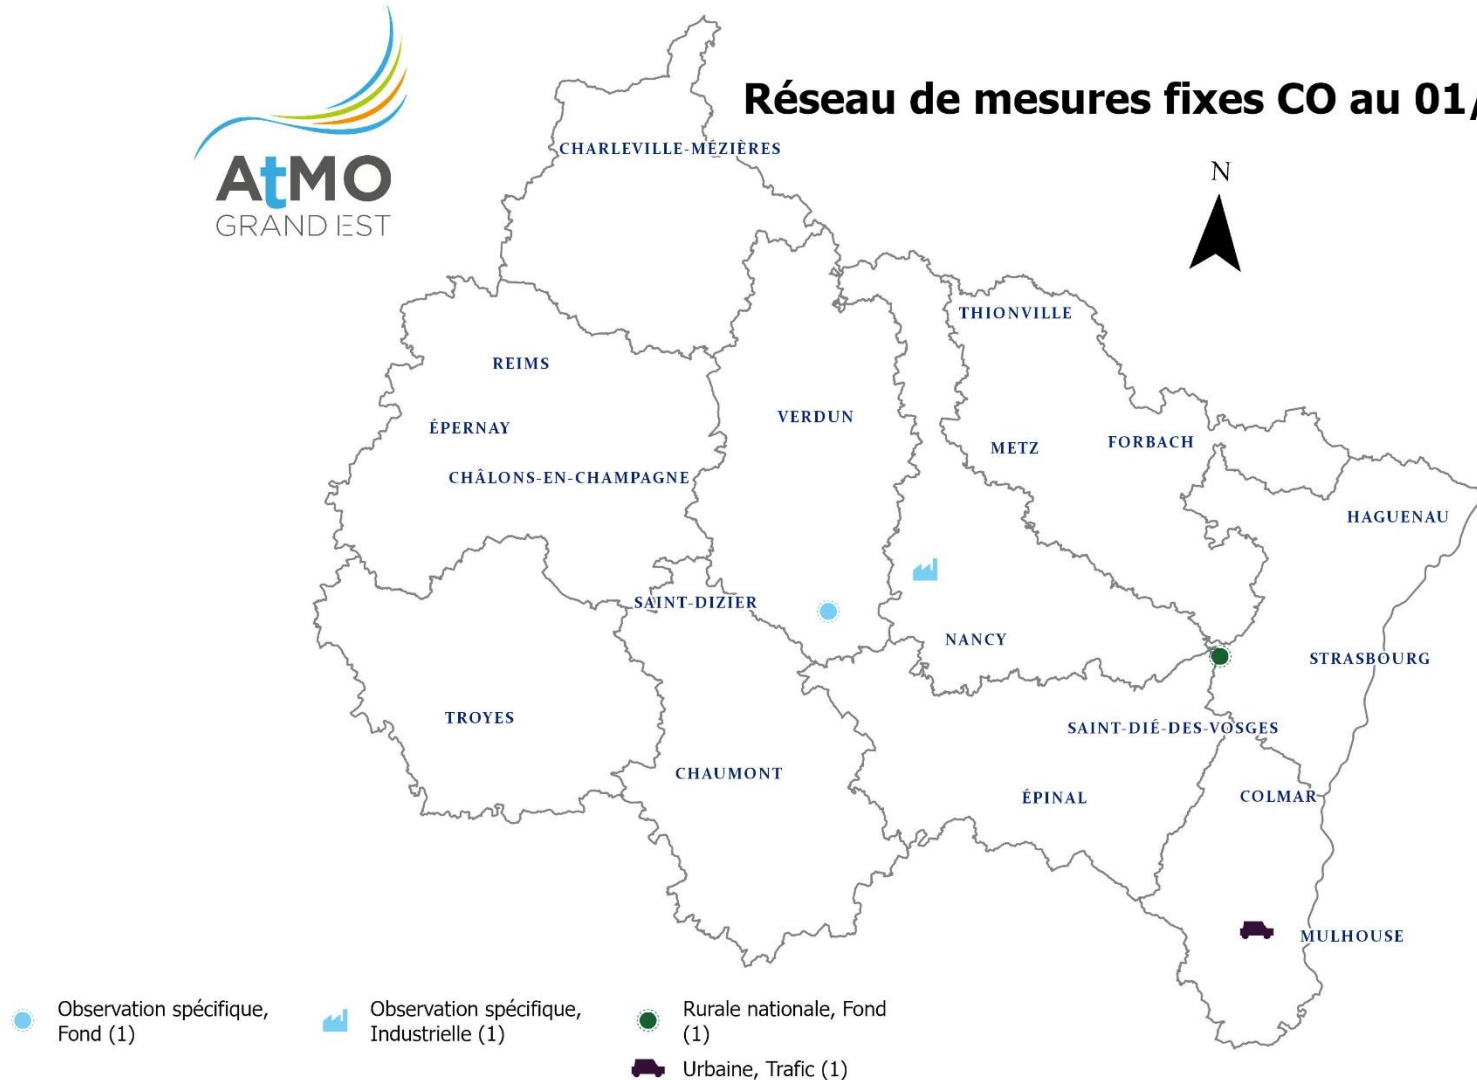 AtMO
GRAND EST
Réseau de mesures fixes CO au 01/
N
CHARLEVILLE-MÉZIÈRES
THIONVILLE
REIMS
VERDUN
ÉPERNAY
METZ
FORBACH
CHÂLONS-EN-CHAMPAGNE
HAGUENAU
SAINT-DIZIER
NANCY
STRASBOURG
TROYES
SAINT-DIÉ-DES-VOSGES
CHAUMONT
ÉPINAL
COLMAR
MULHOUSE
Observation spécifique,
Fond (1)
Observation spécifique,
Industrielle (1)
Rurale nationale, Fond
(1)
Urbaine, Trafic (1)